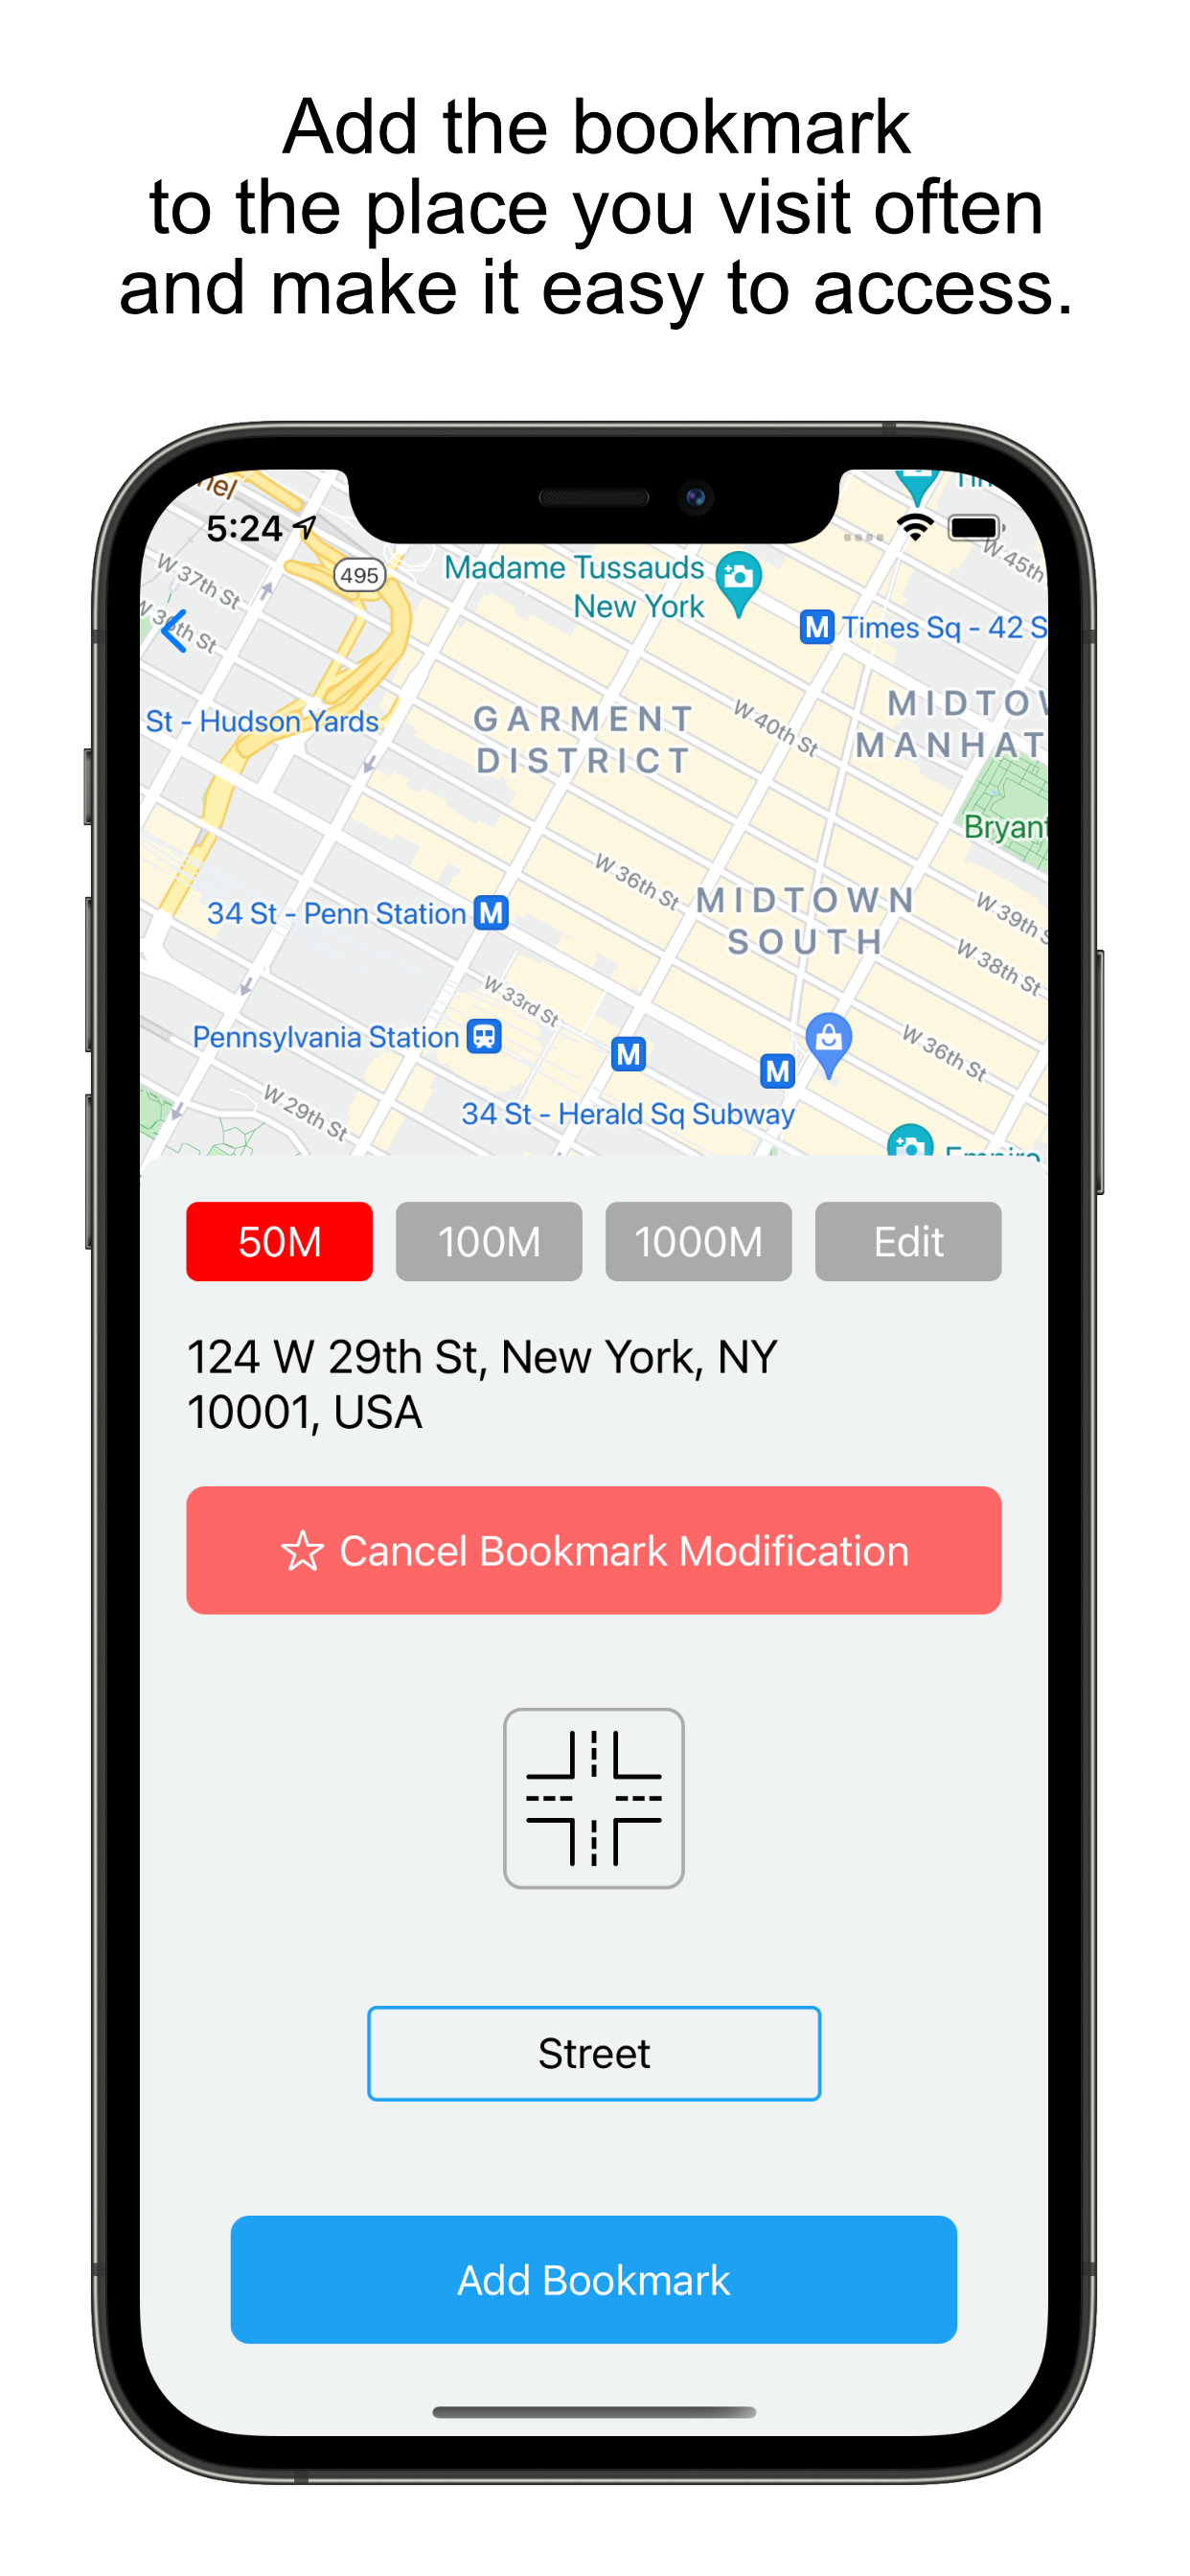 Add the bookmark
to the place you visit often
and make it easy to access.
5:24
495
W 37th St
St
W 45th
Madame Tussauds
New York
M Times Sq - 42 S
St - Hudson Yards
GARMENT
DISTRICT
W 40th St
MIDTOW
MANHAT
Bryant
W 36th St
MIDTOWN
SOUTH
W 39th S
W 38th St
34 St - Penn Station M
W 33rd St
Pennsylvania Station
M
M
W 36th St
W 29th St
34 St - Herald Sq Subway
50M
100M
1000M
Edit
124 W 29th St, New York, NY
10001, USA
Cancel Bookmark Modification
Street
Add Bookmark